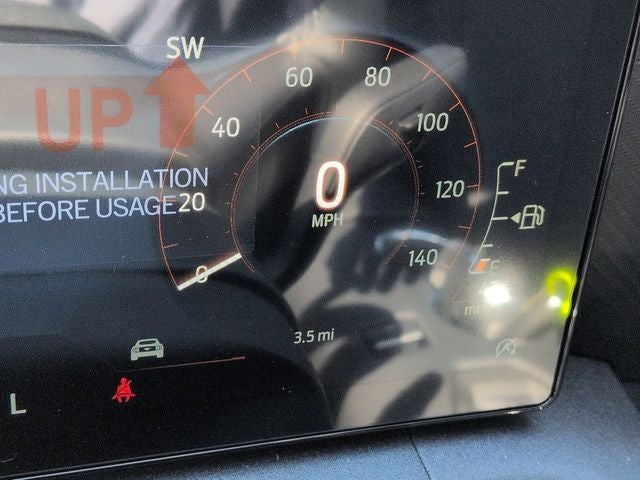 SW
UP
NG INSTALLATION
BEFORE USAGE
0
20
40
60
80
100
120
140
0
MPH
F
E
mi
3.5 mi
L